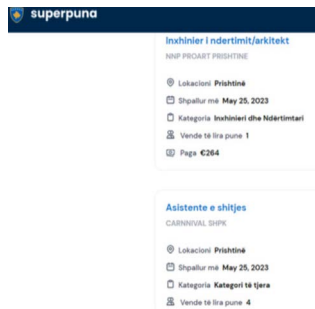 superpuna
Inxhinier i ndertimit/arkitekt
NNP PROART PRISHTINE
Lokacioni Prishtinë
Shpallur më May 25, 2023
Kategoria Inxhinieri dhe Ndërtimtari
Vende të lira pune 1
Paga €264
Asistente e shitjes
CARNNIVAL SHPK
Lokacioni Prishtinë
Shpallur më May 25, 2023
Kategoria Kategori të tjera
Vende të lira pune 4